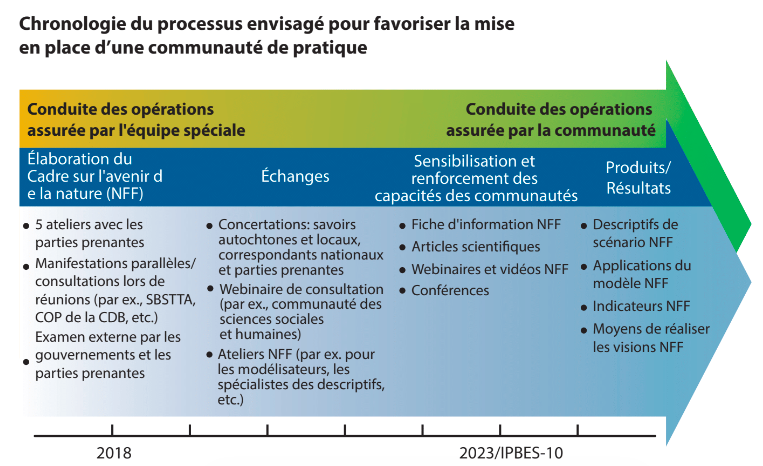 Chronologie du processus envisagé pour favoriser la mise
en place d’une communauté de pratique
Conduite des opérations
assurée par l'équipe spéciale
Conduite des opérations
assurée par la communauté
Élaboration du
Cadre sur l'avenir d
e la nature (NFF)
Échanges
Sensibilisation et
renforcement des
capacités des communautés
Produits/
Résultats
• 5 ateliers avec les
parties prenantes
• Manifestations parallèles/
consultations lors de
réunions (par ex., SBSTTA,
COP de la CDB, etc.)
Examen externe par les
• gouvernements et les
parties prenantes
• Concertations: savoirs
autochtones et locaux,
correspondants nationaux
et parties prenantes
• Webinaire de consultation
(par ex., communauté des
sciences sociales
et humaines)
• Ateliers NFF (par ex. pour
les modélisateurs, les
spécialistes des descriptifs,
etc.)
• Fiche d'information NFF
• Articles scientifiques
• Webinaires et vidéos NFF
• Conférences
• Descriptifs de
scénario NFF
• Applications du
modèle NFF
• Indicateurs NFF
• Moyens de réaliser
les visions NFF
2018
2023/IPBES-10